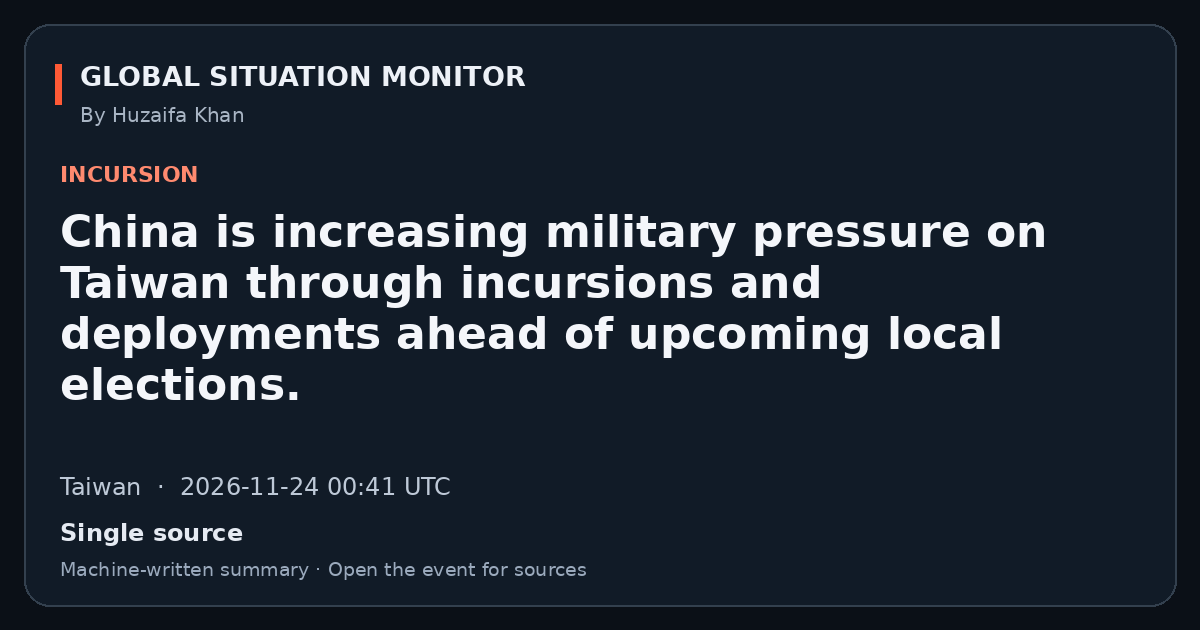 GLOBAL SITUATION MONITOR
By Huzaifa Khan
INCURSION
China is increasing military pressure on
Taiwan through incursions and
deployments ahead of upcoming local
elections.
Taiwan · 2026-11-24 00:41 UTC
Single source
Machine-written summary · Open the event for sources